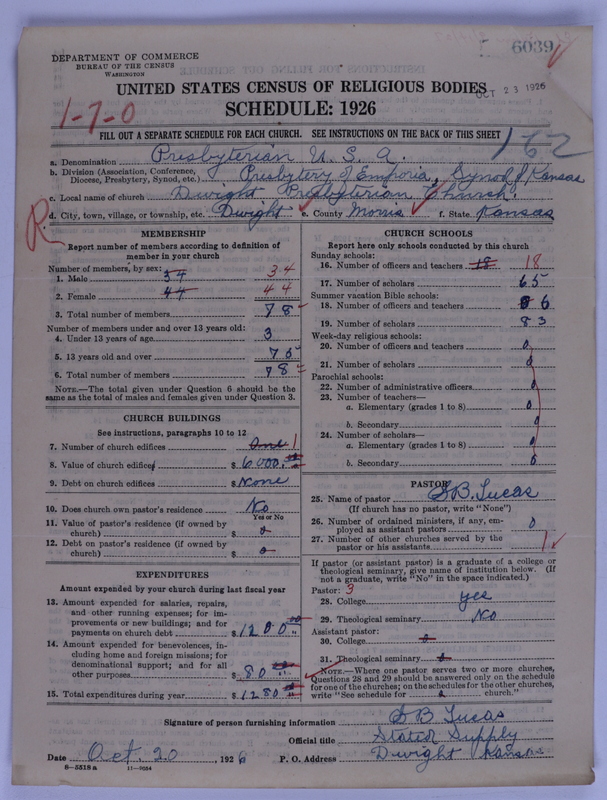 DEPARTMENT OF COMMERCE
BUREAU OF THE CENSUS
WASHINGTON
6039
UNITED STATES CENSUS OF RELIGIOUS BODIES
OCT 23 1926
SCHEDULE: 1926
1-7-0
FILL OUT A SEPARATE SCHEDULE FOR EACH CHURCH. SEE INSTRUCTIONS ON THE BACK OF THIS SHEET
162
a. Denomination Presbyterian U. S. A.
b. Division (Association, Conference, Diocese, Presbytery, Synod, etc.) Presbytery of Emporia, Synod of Kansas
c. Local name of church Dwight Presbyterian Church
d. City, town, village, or township, etc. Dwight e. County Morris f. State Kansas
R
MEMBERSHIP
Report number of members according to definition of
member in your church
Number of members, by sex:
1. Male 34 34
2. Female 44 44
3. Total number of members 78
Number of members under and over 13 years old:
4. Under 13 years of age 3
5. 13 years old and over 75
6. Total number of members 78
NOTE.—The total given under Question 6 should be the
same as the total of males and females given under Question 3.
CHURCH BUILDINGS
See instructions, paragraphs 10 to 12
7. Number of church edifices One 1
8. Value of church edifices $ 6000.
9. Debt on church edifices $ None
10. Does church own pastor's residence No
Yes or No
11. Value of pastor's residence (if owned by
church) $ 0
12. Debt on pastor's residence (if owned by
church) $ 0
EXPENDITURES
Amount expended by your church during last fiscal year
13. Amount expended for salaries, repairs,
and other running expenses; for im-
provements or new buildings; and for
payments on church debt $ 1200
14. Amount expended for benevolences, in-
cluding home and foreign missions; for
denominational support; and for all
other purposes $ 80
15. Total expenditures during year $ 1280
CHURCH SCHOOLS
Report here only schools conducted by this church
Sunday schools:
16. Number of officers and teachers 18 18
17. Number of scholars 65
Summer vacation Bible schools:
18. Number of officers and teachers 6
19. Number of scholars 83
Week-day religious schools:
20. Number of officers and teachers 0
21. Number of scholars 0
Parochial schools:
22. Number of administrative officers 0
23. Number of teachers—
a. Elementary (grades 1 to 8) 0
b. Secondary 0
24. Number of scholars—
a. Elementary (grades 1 to 8) 0
b. Secondary 0
PASTOR
25. Name of pastor S B. Lucas
(If church has no pastor, write "None")
26. Number of ordained ministers, if any, em-
ployed as assistant pastors 0
27. Number of other churches served by the
pastor or his assistants 1
If pastor (or assistant pastor) is a graduate of a college or
theological seminary, give name of institution below. (If
not a graduate, write "No" in the space indicated.)
Pastor: 3
28. College yes
29. Theological seminary No
Assistant pastor:
30. College 0
31. Theological seminary 0
NOTE.—Where one pastor serves two or more churches,
Questions 28 and 29 should be answered only on the schedule
for one of the churches; on the schedules for the other churches,
write "See schedule for church."
Signature of person furnishing information S B Lucas
Official title Stated Supply
Date Oct. 20, 1926 P. O. Address Dwight Kansas
8-5518 a 11-9054